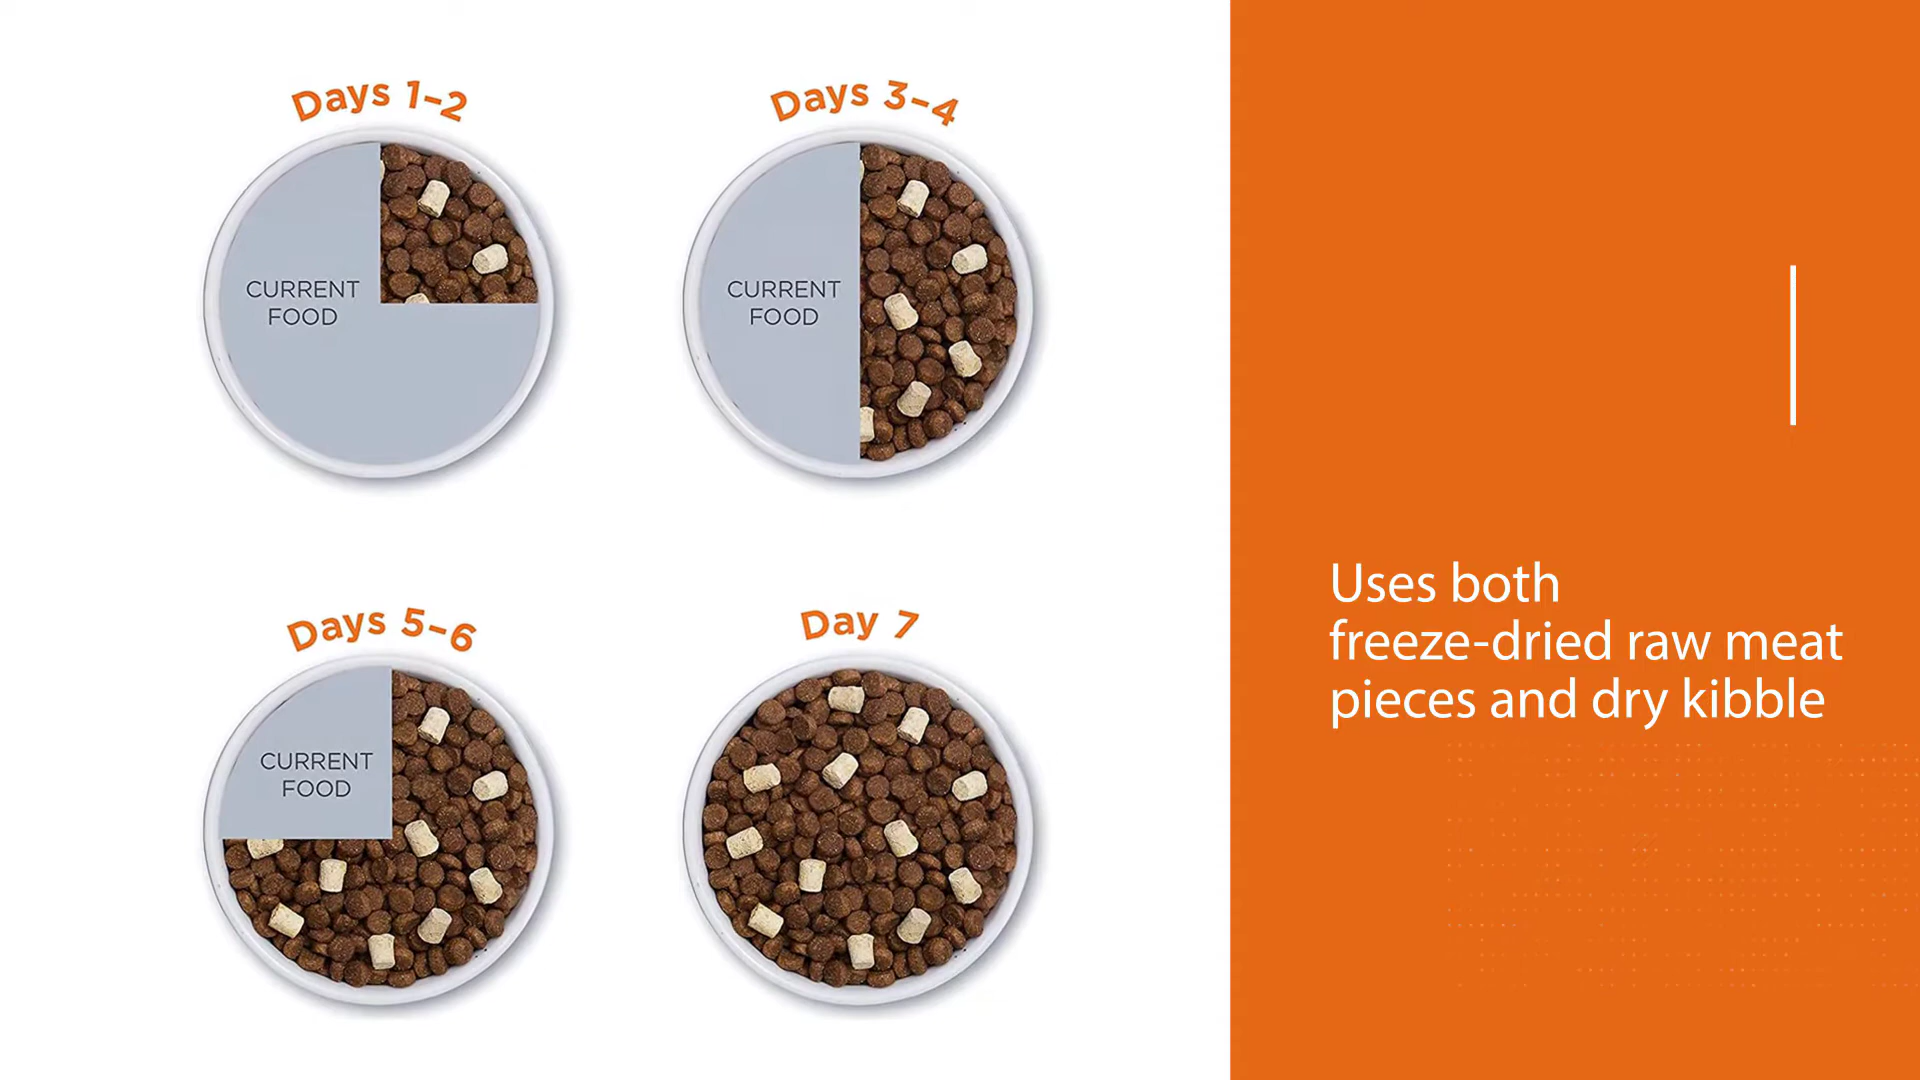 Days 1–2
CURRENT
FOOD
Days 3–4
CURRENT
FOOD
Days 5–6
CURRENT
FOOD
Day 7
Uses both
freeze-dried raw meat
pieces and dry kibble